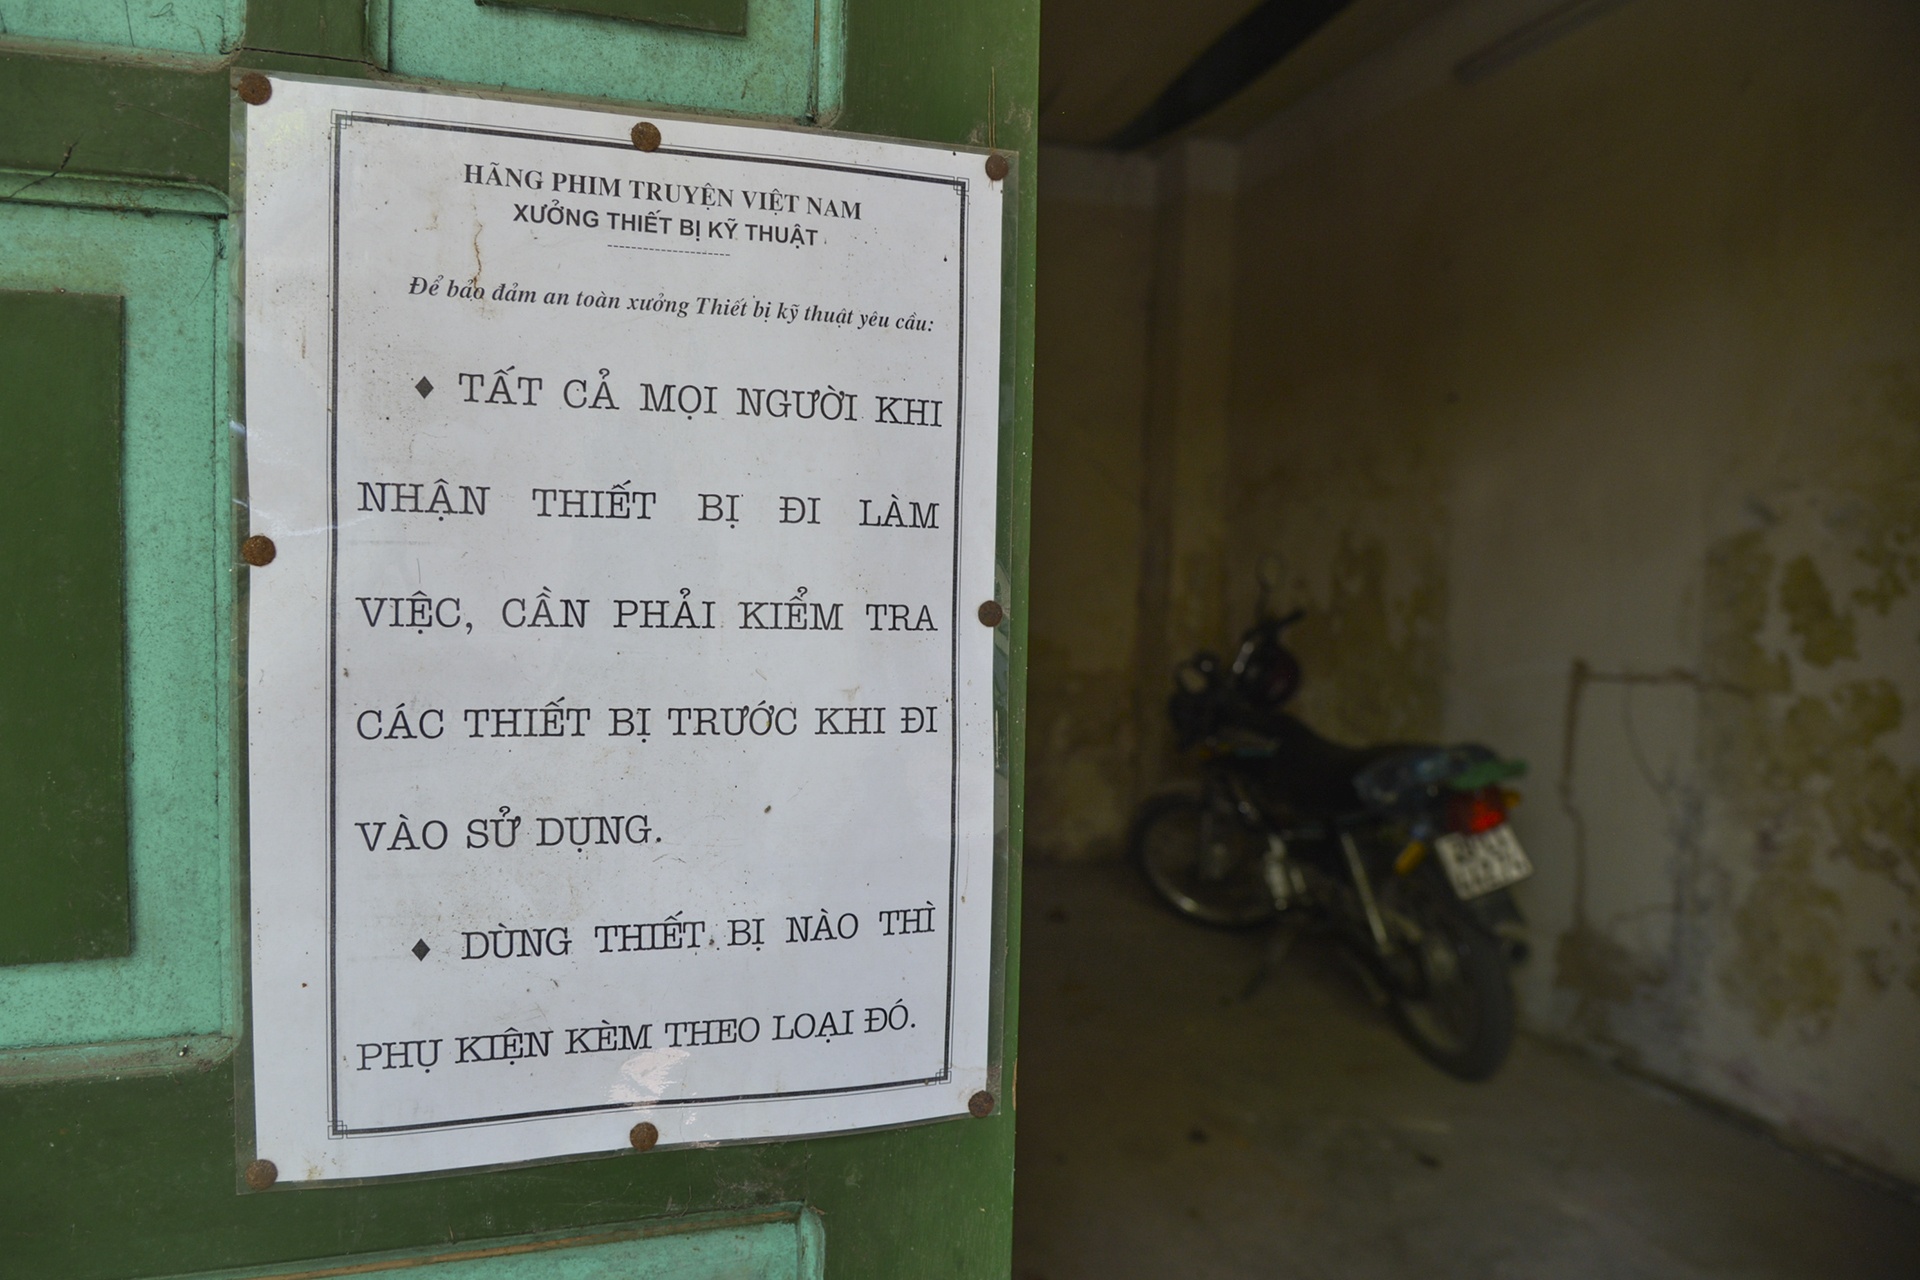 HÃNG PHIM TRUYỆN VIỆT NAM
XƯỞNG THIẾT BỊ KỸ THUẬT
Để bảo đảm an toàn xưởng Thiết bị kỹ thuật yêu cầu:
♦ TẤT CẢ MỌI NGƯỜI KHI
NHẬN THIẾT BỊ ĐI LÀM
VIỆC, CẦN PHẢI KIỂM TRA
CÁC THIẾT BỊ TRƯỚC KHI ĐI
VÀO SỬ DỤNG.
♦ DÙNG THIẾT BỊ NÀO THÌ
PHỤ KIỆN KÈM THEO LOẠI ĐÓ.